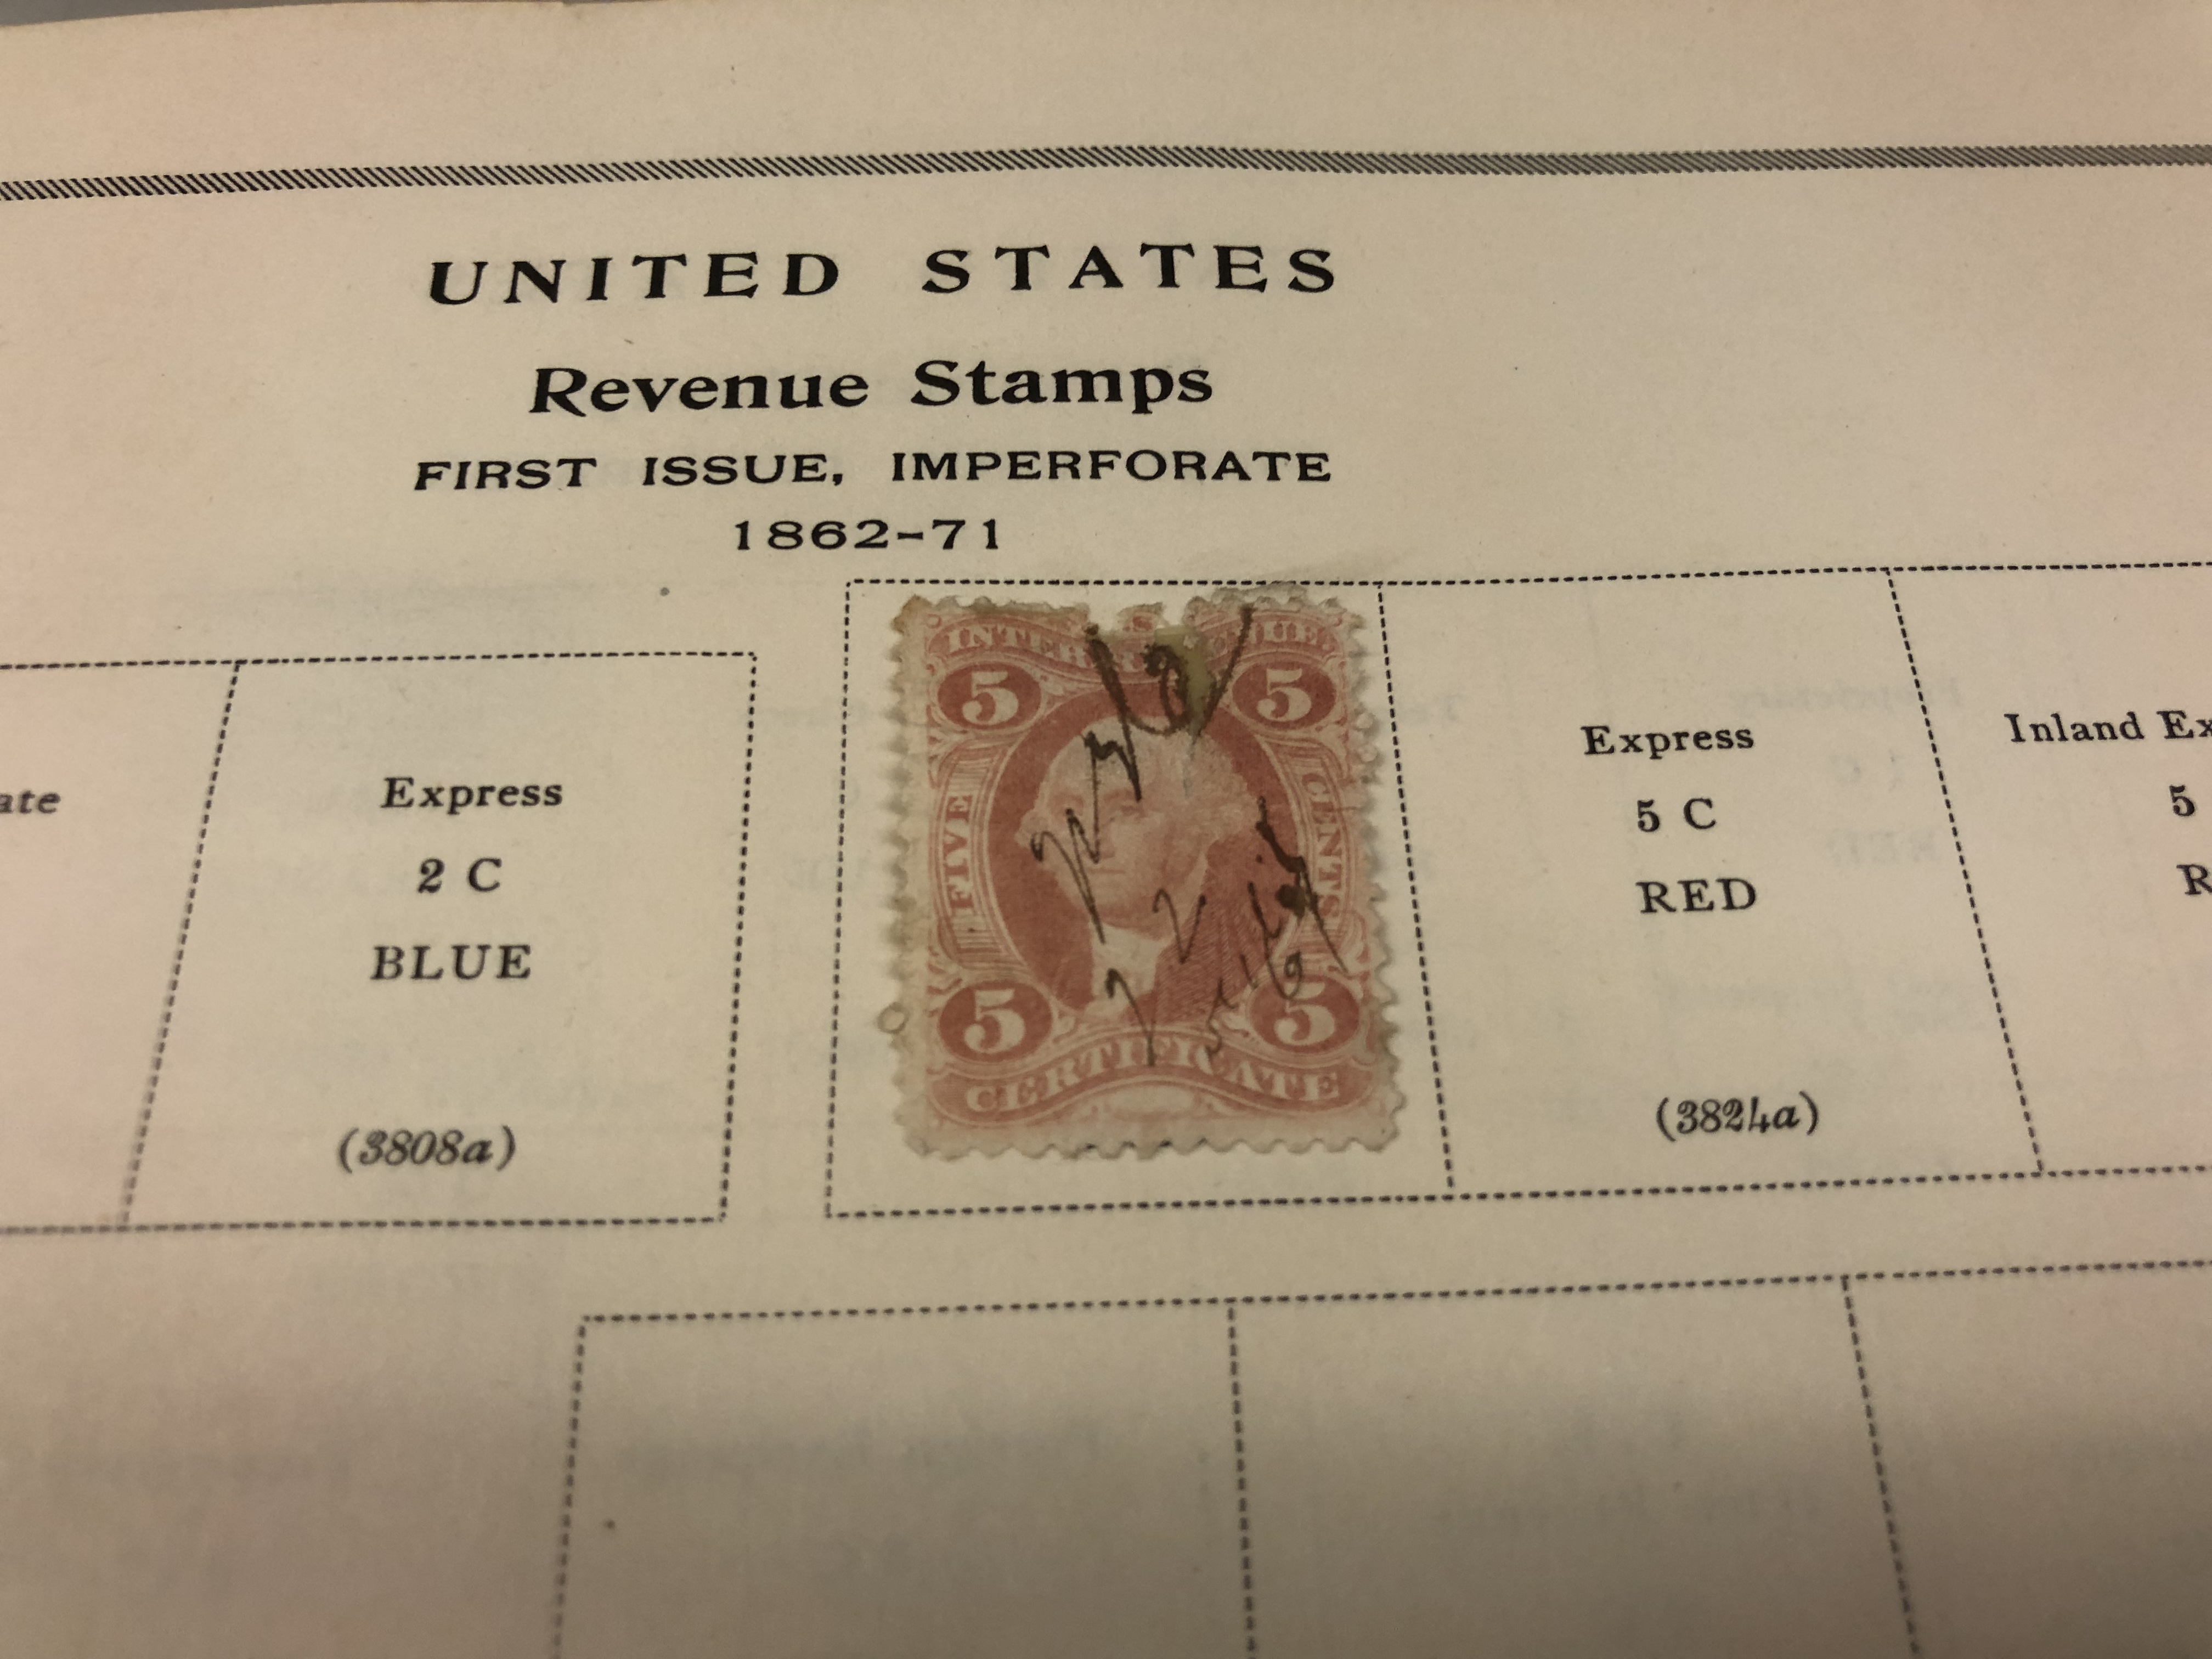 UNITED STATES
Revenue Stamps
FIRST ISSUE, IMPERFORATE
1862-71
ate
Express
2 C
BLUE
(3808a)
5 5
FIVE CENTS
5 5
CERTIFICATE
Express
5 C
RED
(3824a)
Inland Ex
5
R